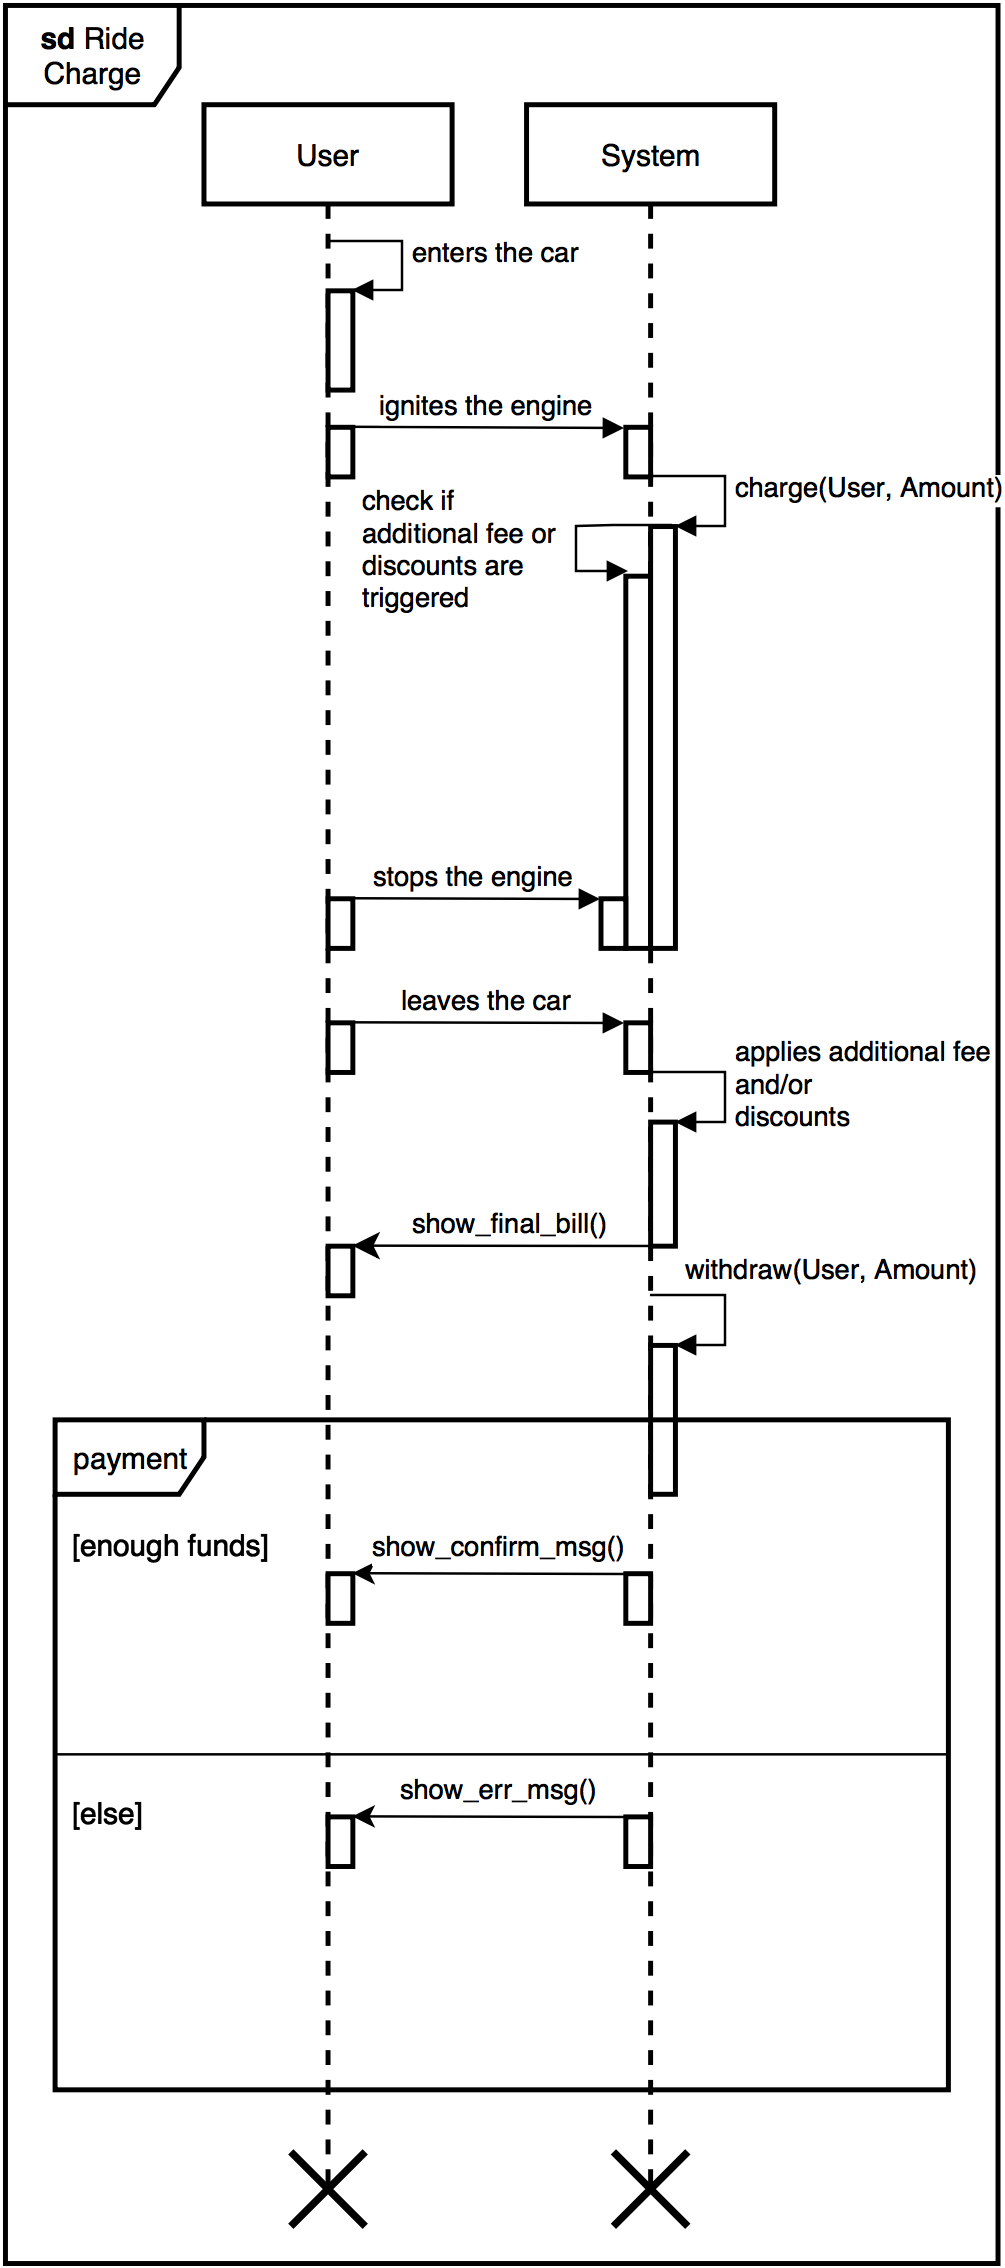 sd Ride
Charge
User
System
enters the car
ignites the engine
charge(User, Amount)
check if
additional fee or
discounts are
triggered
stops the engine
leaves the car
applies additional fee
and/or
discounts
show_final_bill()
withdraw(User, Amount)
payment
[enough funds]
show_confirm_msg()
show_err_msg()
[else]